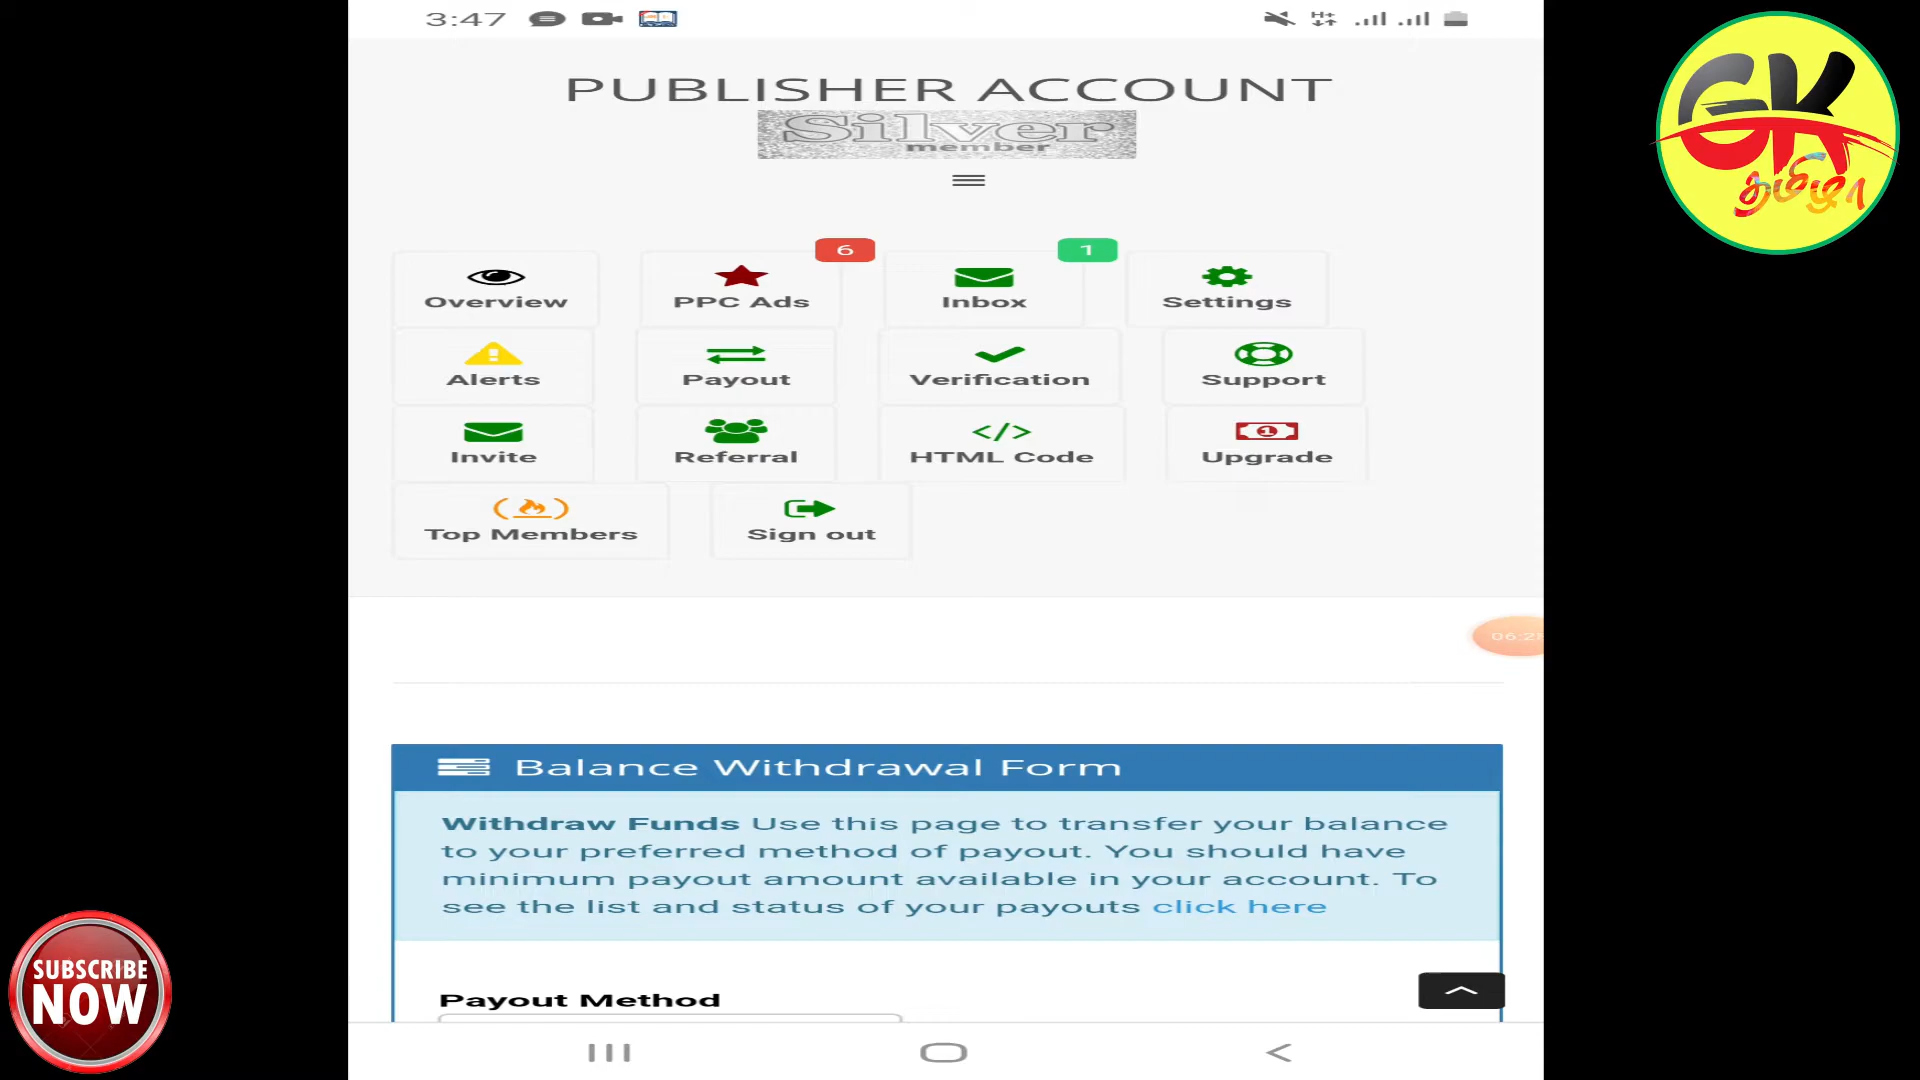 3:47
GK
தமிழா
PUBLISHER ACCOUNT
Silver
member
6
1
Overview
PPC Ads
Inbox
Settings
Alerts
Payout
Verification
Support
Invite
Referral
HTML Code
Upgrade
Top Members
Sign out
Balance Withdrawal Form
Withdraw Funds Use this page to transfer your balance
to your preferred method of payout. You should have
minimum payout amount available in your account. To
see the list and status of your payouts click here
Payout Method
SUBSCRIBE
NOW